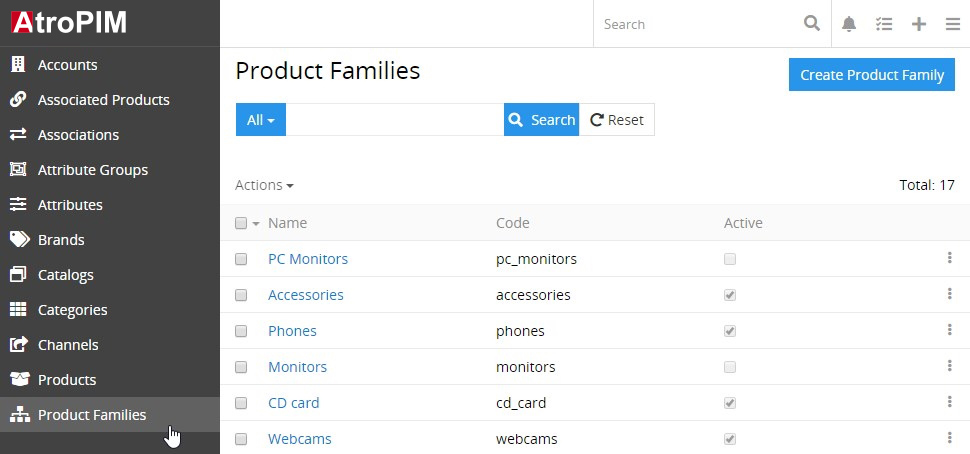 AtroPIM
Search
Accounts
Associated Products
Associations
Attribute Groups
Attributes
Brands
Catalogs
Categories
Channels
Products
Product Families
Product Families
Create Product Family
All
Search
Reset
Actions
Total: 17
Name Code Active
PC Monitors pc_monitors
Accessories accessories
Phones phones
Monitors monitors
CD card cd_card
Webcams webcams